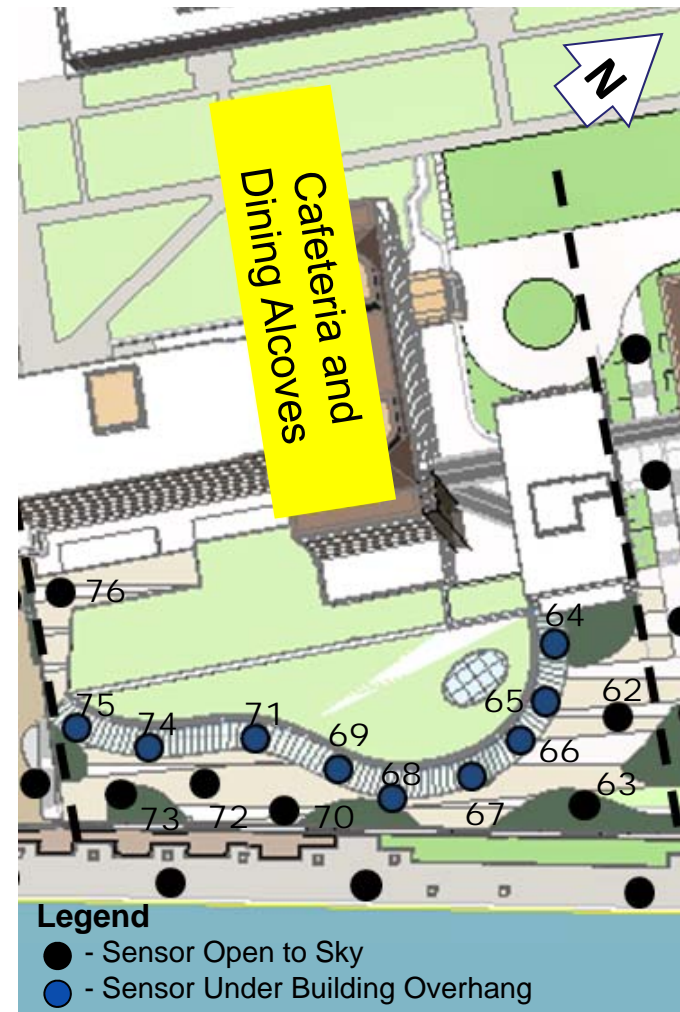 N
Cafeteria and
Dining Alcoves
76
64
62
65
75
71
74
69
66
68
63
67
73
72
70
Legend
- Sensor Open to Sky
- Sensor Under Building Overhang